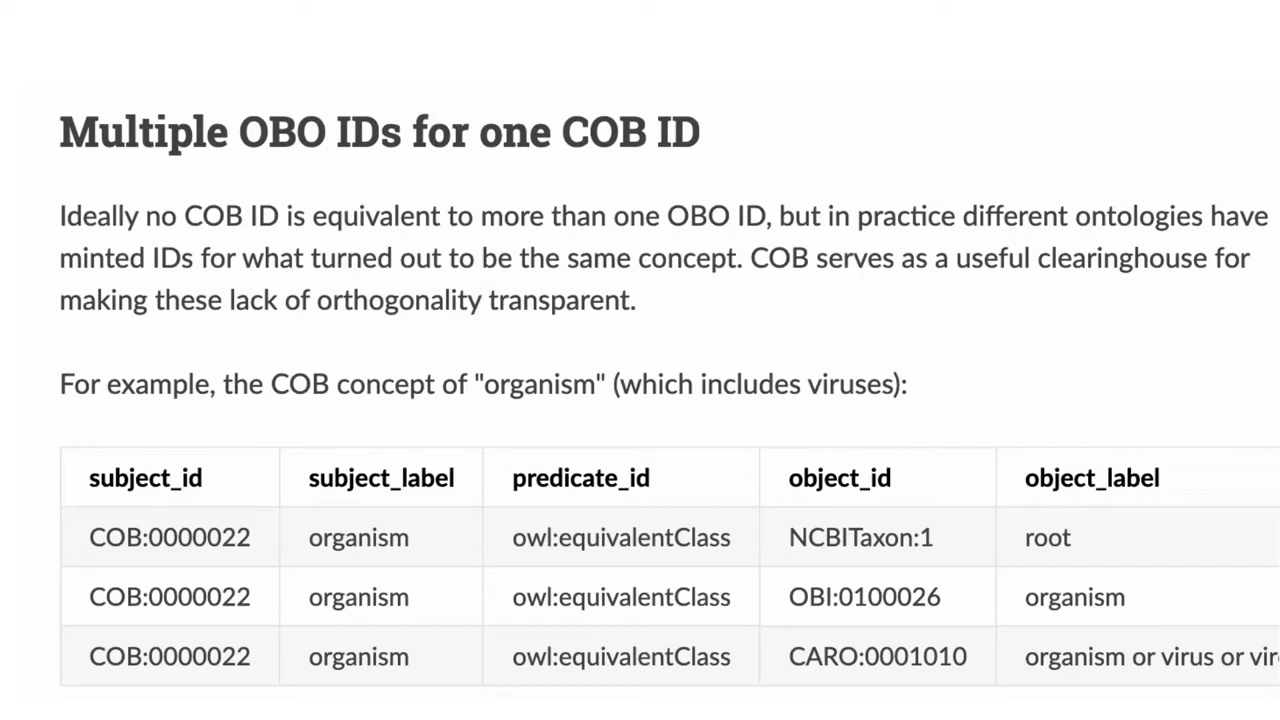 Multiple OBO IDs for one COB ID
Ideally no COB ID is equivalent to more than one OBO ID, but in practice different ontologies have
minted IDs for what turned out to be the same concept. COB serves as a useful clearinghouse for
making these lack of orthogonality transparent.
For example, the COB concept of "organism" (which includes viruses):
subject_id subject_label predicate_id object_id object_label
COB:0000022 organism owl:equivalentClass NCBITaxon:1 root
COB:0000022 organism owl:equivalentClass OBI:0100026 organism
COB:0000022 organism owl:equivalentClass CARO:0001010 organism or virus or